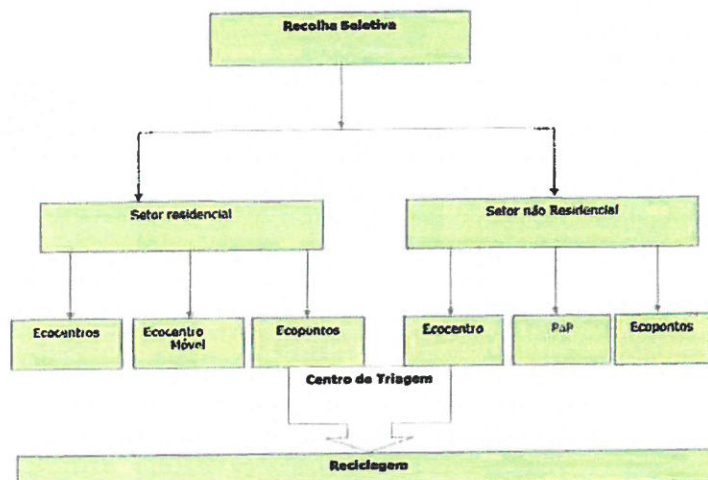 Recolha Seletiva
Setor residencial
Setor não Residencial
Ecocentros
Ecocentro
Móvel
Ecopontos
Ecocentro
PaP
Ecopontos
Centro de Triagem
Reciclagem